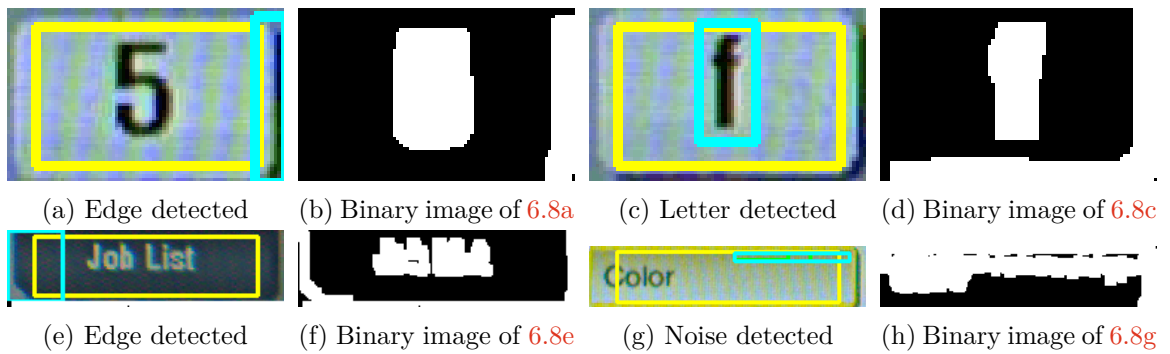 5
f
(a) Edge detected
(b) Binary image of 6.8a
(c) Letter detected
(d) Binary image of 6.8c
Job List
Color
(e) Edge detected
(f) Binary image of 6.8e
(g) Noise detected
(h) Binary image of 6.8g